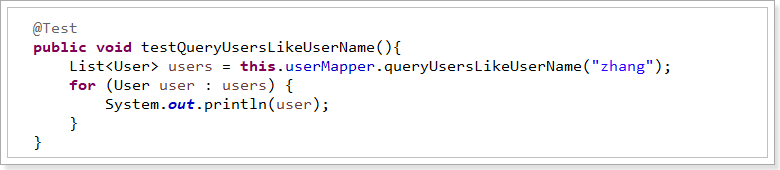 @Test
public void testQueryUsersLikeUserName(){
    List<User> users = this.userMapper.queryUsersLikeUserName("zhang");
    for (User user : users) {
        System.out.println(user);
    }
}